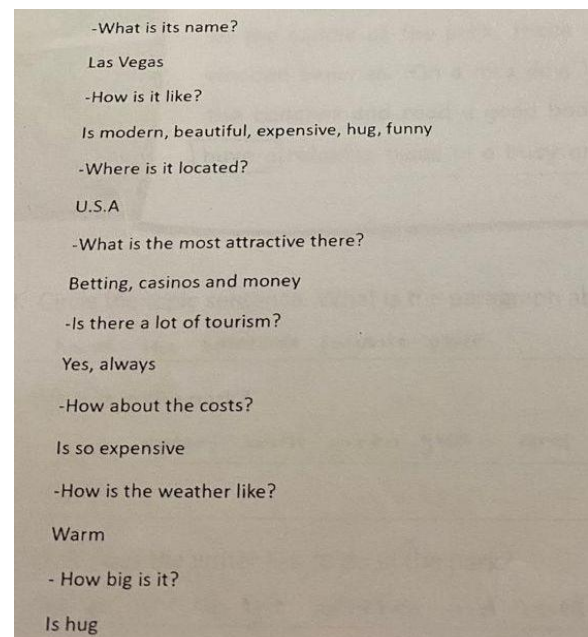 -What is its name?
Las Vegas
-How is it like?
Is modern, beautiful, expensive, hug, funny
-Where is it located?
U.S.A
-What is the most attractive there?
Betting, casinos and money
-Is there a lot of tourism?
Yes, always
-How about the costs?
Is so expensive
-How is the weather like?
Warm
- How big is it?
Is hug